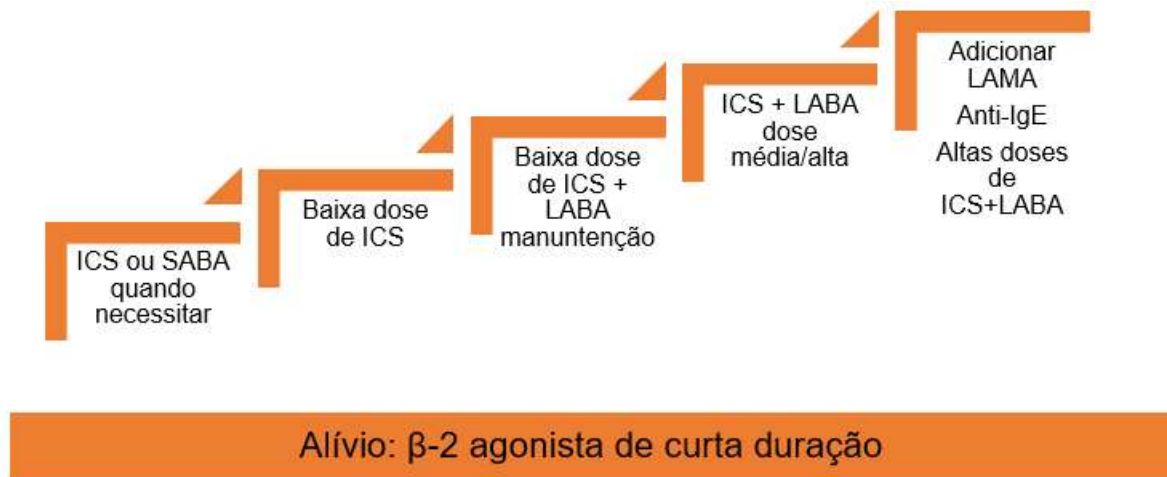 ICS ou SABA
quando
necessitar
Baixa dose
de ICS
Baixa dose
de ICS +
LABA
manuntenção
ICS + LABA
dose
média/alta
Adicionar
LAMA
Anti-IgE
Altas doses
de
ICS+LABA
Alívio: β-2 agonista de curta duração